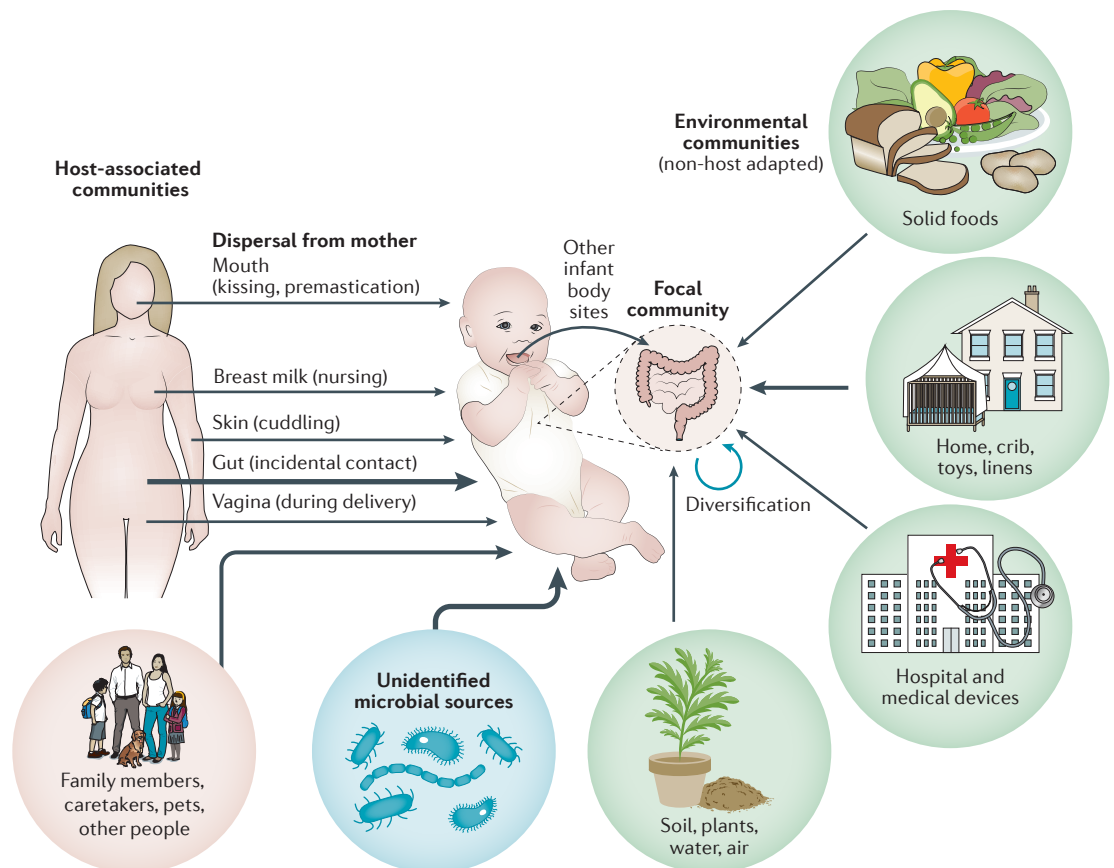 Host-associated
communities
Dispersal from mother
Mouth
(kissing, premastication)
Breast milk (nursing)
Skin (cuddling)
Gut (incidental contact)
Vagina (during delivery)
Other
infant
body
sites
Focal
community
Diversification
Environmental
communities
(non-host adapted)
Solid foods
Home, crib,
toys, linens
Hospital and
medical devices
Family members,
caretakers, pets,
other people
Unidentified
microbial sources
Soil, plants,
water, air